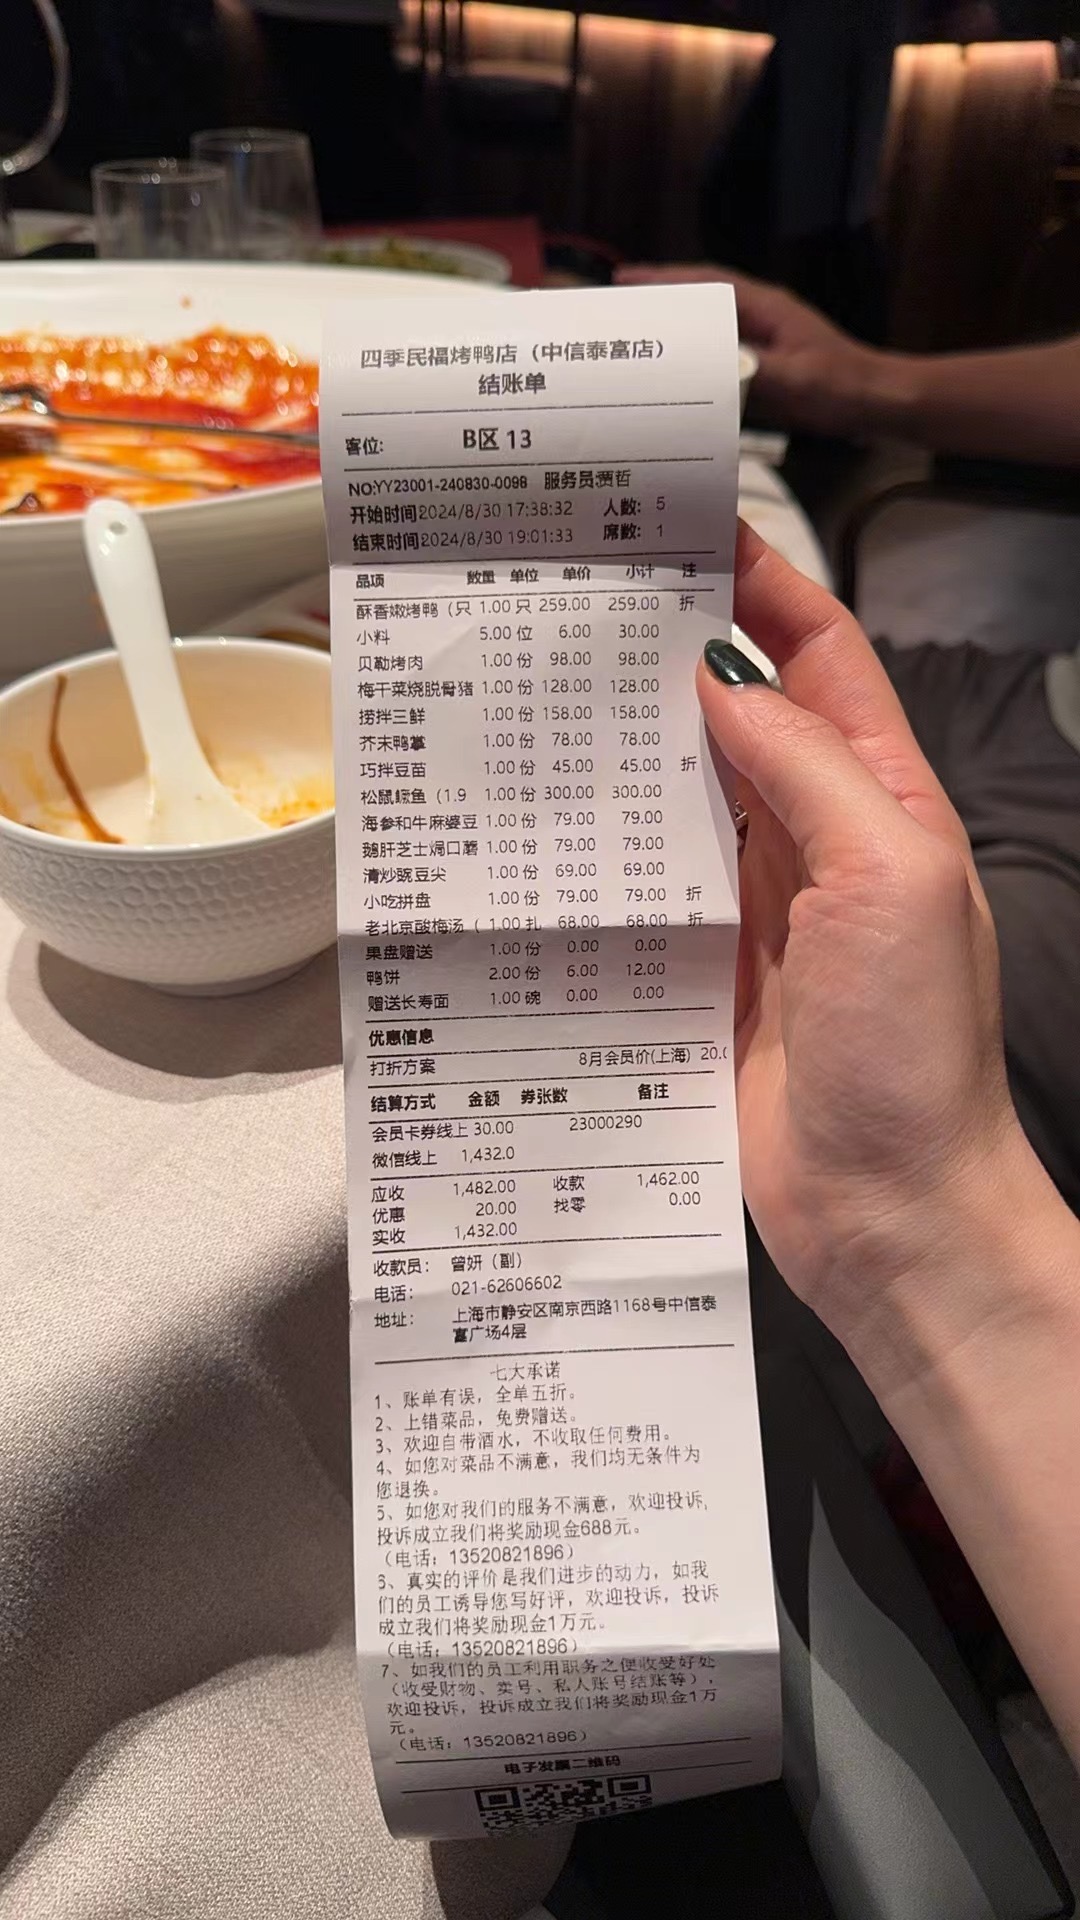 四季民福烤鸭店（中信泰富店）
结账单
客位: B区 13
NO:YY23001-240830-0098 服务员:贾哲
开始时间2024/8/30 17:38:32 人数: 5
结束时间2024/8/30 19:01:33 席数: 1
品项 数量 单位 单价 小计 注
酥香嫩烤鸭（只 1.00 只 259.00 259.00 折
小料 5.00 位 6.00 30.00
贝勒烤肉 1.00 份 98.00 98.00
梅干菜烧脱骨猪 1.00 份 128.00 128.00
捞拌三鲜 1.00 份 158.00 158.00
芥末鸭掌 1.00 份 78.00 78.00
巧拌豆苗 1.00 份 45.00 45.00 折
松鼠鳜鱼（1.9 1.00 份 300.00 300.00
海参和牛麻婆豆 1.00 份 79.00 79.00
鹅肝芝士焗口蘑 1.00 份 79.00 79.00
清炒豌豆尖 1.00 份 69.00 69.00
小吃拼盘 1.00 份 79.00 79.00 折
老北京酸梅汤（ 1.00 扎 68.00 68.00 折
果盘赠送 1.00 份 0.00 0.00
鸭饼 2.00 份 6.00 12.00
赠送长寿面 1.00 碗 0.00 0.00
优惠信息
打折方案 8月会员价(上海) 20.0
结算方式 金额 券张数 备注
会员卡券线上 30.00 23000290
微信线上 1,432.0
应收 1,482.00 收款 1,462.00
优惠 20.00 找零 0.00
实收 1,432.00
收款员: 曾妍（副）
电话: 021-62606602
地址: 上海市静安区南京西路1168号中信泰
富广场4层
七大承诺
1、账单有误，全单五折。
2、上错菜品，免费赠送。
3、欢迎自带酒水，不收取任何费用。
4、如您对菜品不满意，我们均无条件为
您退换。
5、如您对我们的服务不满意，欢迎投诉，
投诉成立我们将奖励现金688元。
（电话：13520821896）
6、真实的评价是我们进步的动力，如我
们的员工诱导您写好评，欢迎投诉，投诉
成立我们将奖励现金1万元。
（电话：13520821896）
7、如我们的员工利用职务之便收受好处
（收受财物、卖号、私人账号结账等），
欢迎投诉，投诉成立我们将奖励现金1万
元。
（电话：13520821896）
电子发票二维码